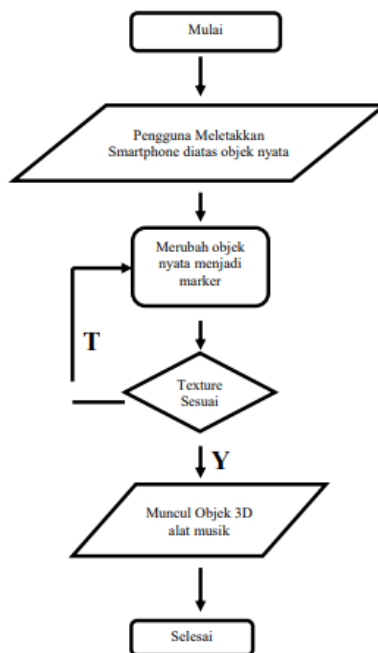 Mulai
Pengguna Meletakkan
Smartphone diatas objek nyata
Merubah objek
nyata menjadi
marker
T
Texture
Sesuai
Y
Muncul Objek 3D
alat musik
Selesai